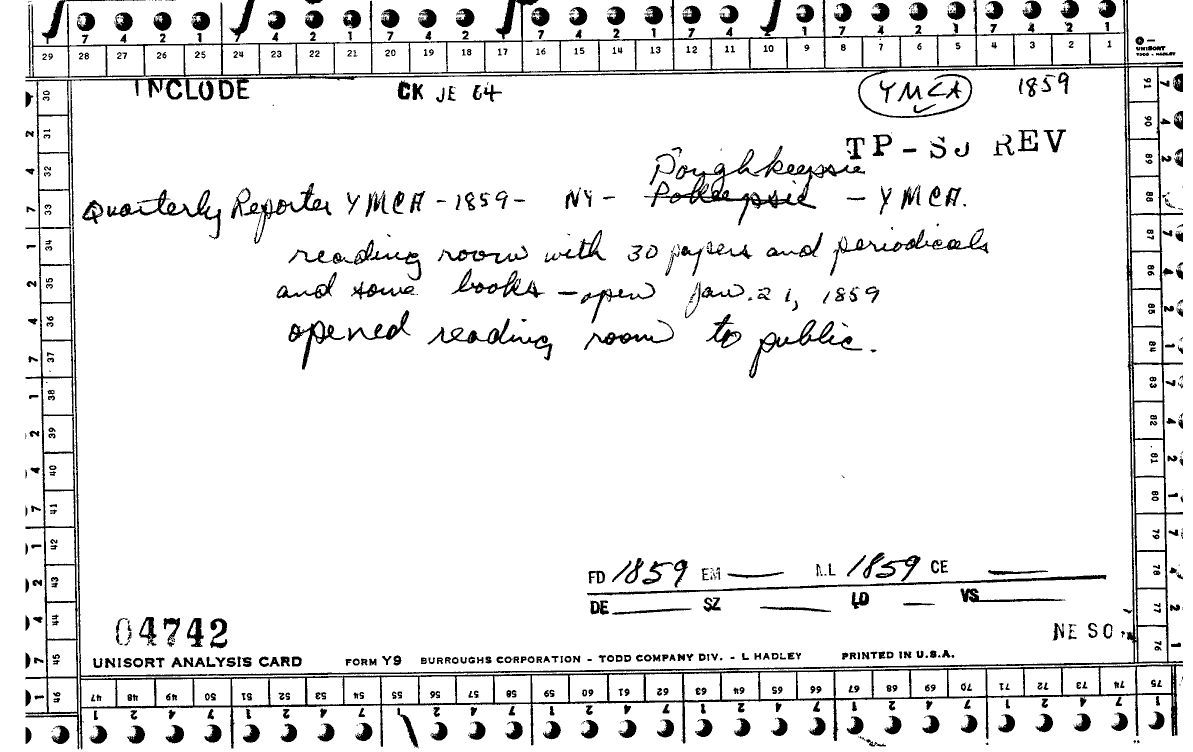 7 4 2 1 7 4 2 1 7 4 2 1 7 4 2 1 7 4 2 1 7 4 2 1 7 4 2 1
29 28 27 26 25 24 23 22 21 20 19 18 17 16 15 14 13 12 11 10 9 8 7 6 5 4 3 2 1
UNISORT
TODD - HADLEY
INCLUDE CK JE 64 YMCA 1859
TP-SJ REV
Poughkeepsie
Quarterly Reporter YMCA - 1859 - NY - Pokeepsie - YMCA.
reading room with 30 papers and periodicals
and some books - open Jan. 21, 1859
opened reading room to public.
FD 1859 EM — LL 1859 CE —
DE SZ LO — VS
04742
NE SO
UNISORT ANALYSIS CARD FORM Y9 BURROUGHS CORPORATION - TODD COMPANY DIV. - L HADLEY PRINTED IN U.S.A.
30 31 32 33 34 35 36 37 38 39 40 41 42 43 44 45 46
47 48 49 50 51 52 53 54 55 56 57 58 59 60 61 62 63 64 65 66 67 68 69 70 71 72 73 74 75
76 77 78 79 80 81 82 83 84 85 86 87 88 89 90 91